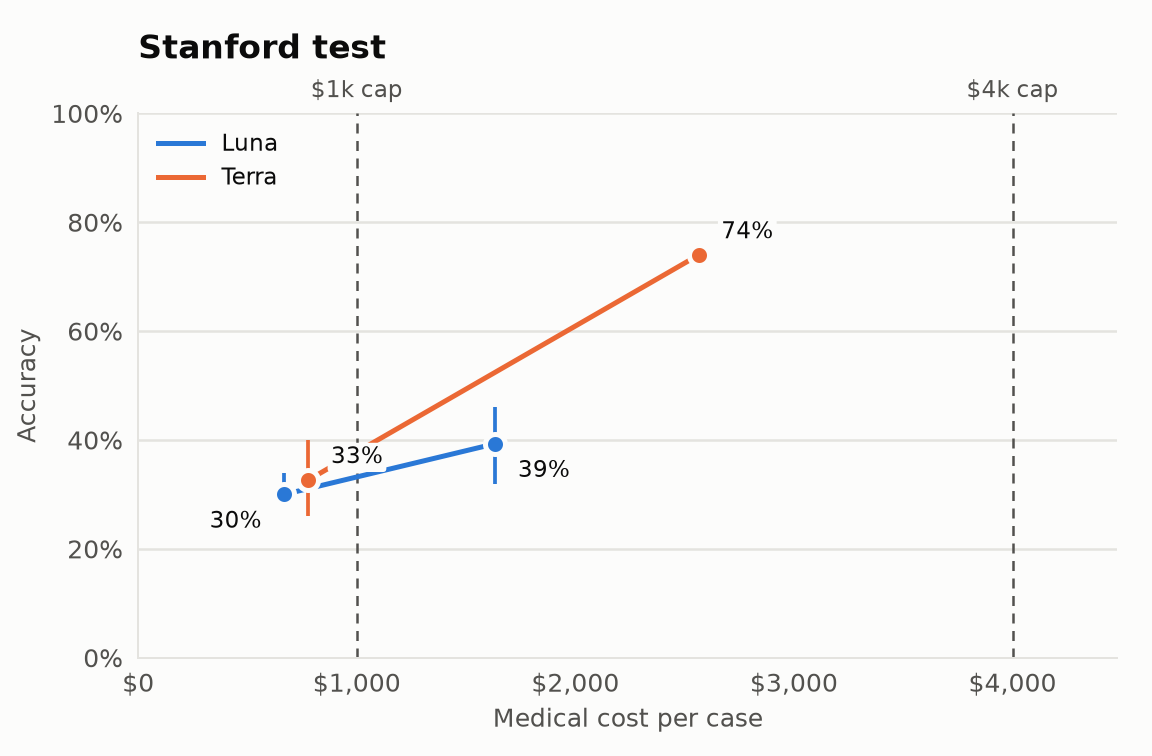 Stanford test
$1k cap
$4k cap
100%
Luna
Terra
80%
74%
60%
Accuracy
40%
33%
39%
30%
20%
0%
$0
$1,000
$2,000
$3,000
$4,000
Medical cost per case